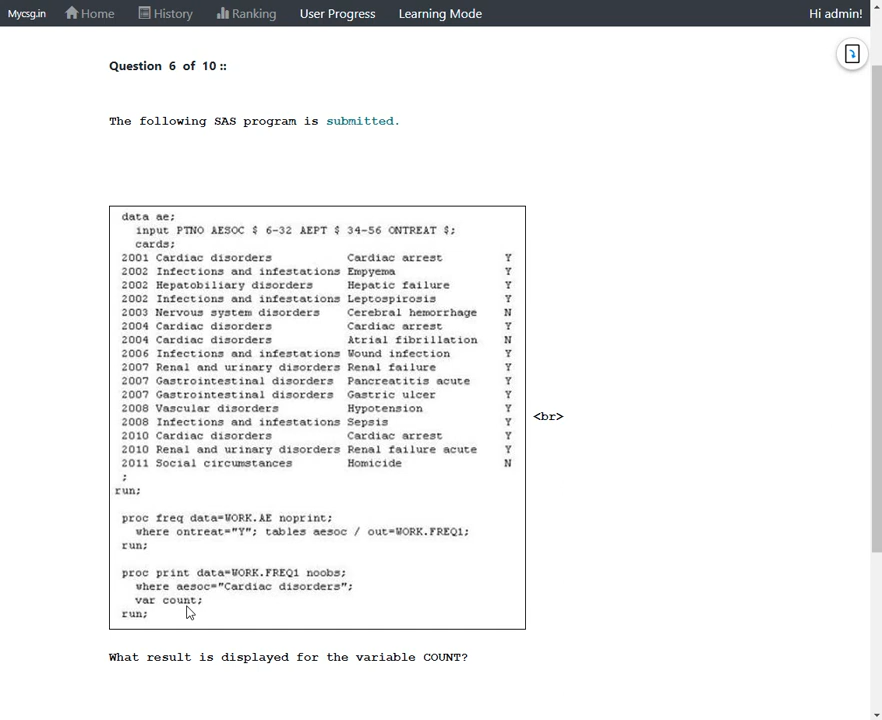 Mycsg.in Home History Ranking User Progress Learning Mode Hi admin!
Question 6 of 10 ::
The following SAS program is submitted.
data ae;
input PTNO AESOC $ 6-32 AEPT $ 34-56 ONTREAT $;
cards;
2001 Cardiac disorders Cardiac arrest Y
2002 Infections and infestations Empyema Y
2002 Hepatobiliary disorders Hepatic failure Y
2002 Infections and infestations Leptospirosis Y
2003 Nervous system disorders Cerebral hemorrhage N
2004 Cardiac disorders Cardiac arrest Y
2004 Cardiac disorders Atrial fibrillation N
2006 Infections and infestations Wound infection Y
2007 Renal and urinary disorders Renal failure Y
2007 Gastrointestinal disorders Pancreatitis acute Y
2007 Gastrointestinal disorders Gastric ulcer Y
2008 Vascular disorders Hypotension Y
2008 Infections and infestations Sepsis Y
2010 Cardiac disorders Cardiac arrest Y
2010 Renal and urinary disorders Renal failure acute Y
2011 Social circumstances Homicide N
;
run;
proc freq data=WORK.AE noprint;
where ontreat="Y"; tables aesoc / out=WORK.FREQ1;
run;
proc print data=WORK.FREQ1 noobs;
where aesoc="Cardiac disorders";
var count;
run;
<br>
What result is displayed for the variable COUNT?